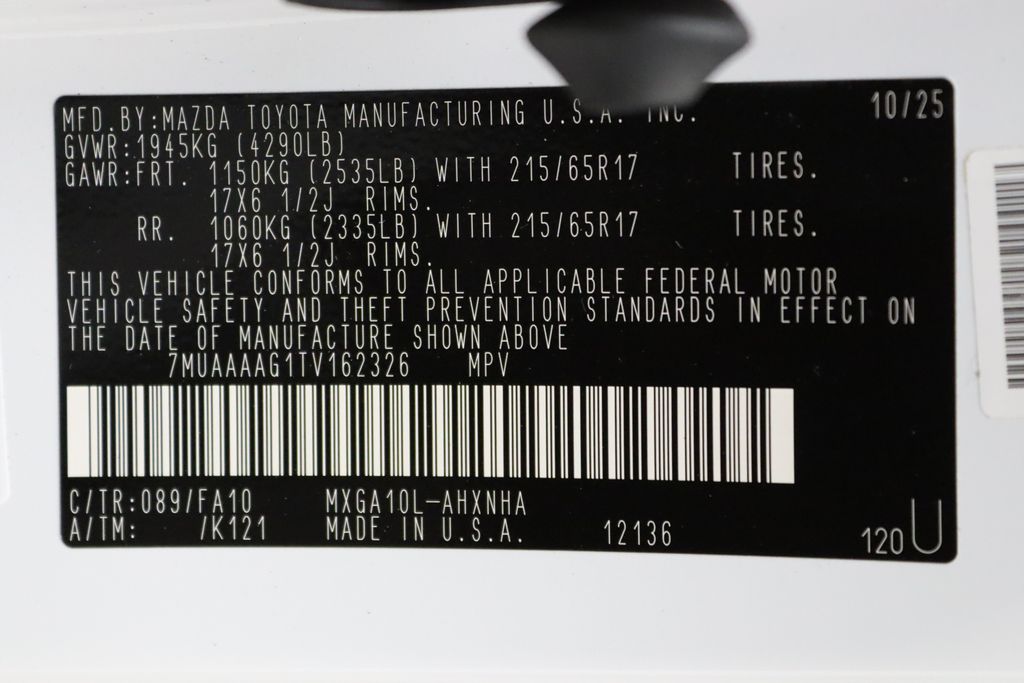 MFD.BY:MAZDA TOYOTA MANUFACTURING U.S.A. INC. 10/25
GVWR:1945KG (4290LB)
GAWR:FRT. 1150KG (2535LB) WITH 215/65R17 TIRES.
17X6 1/2J RIMS.
RR. 1060KG (2335LB) WITH 215/65R17 TIRES.
17X6 1/2J RIMS.
THIS VEHICLE CONFORMS TO ALL APPLICABLE FEDERAL MOTOR
VEHICLE SAFETY AND THEFT PREVENTION STANDARDS IN EFFECT ON
THE DATE OF MANUFACTURE SHOWN ABOVE
7MUAAAAG1TV162326 MPV
C/TR:089/FA10 MXGA10L-AHXNHA
A/TM: /K121 MADE IN U.S.A. 12136 120U